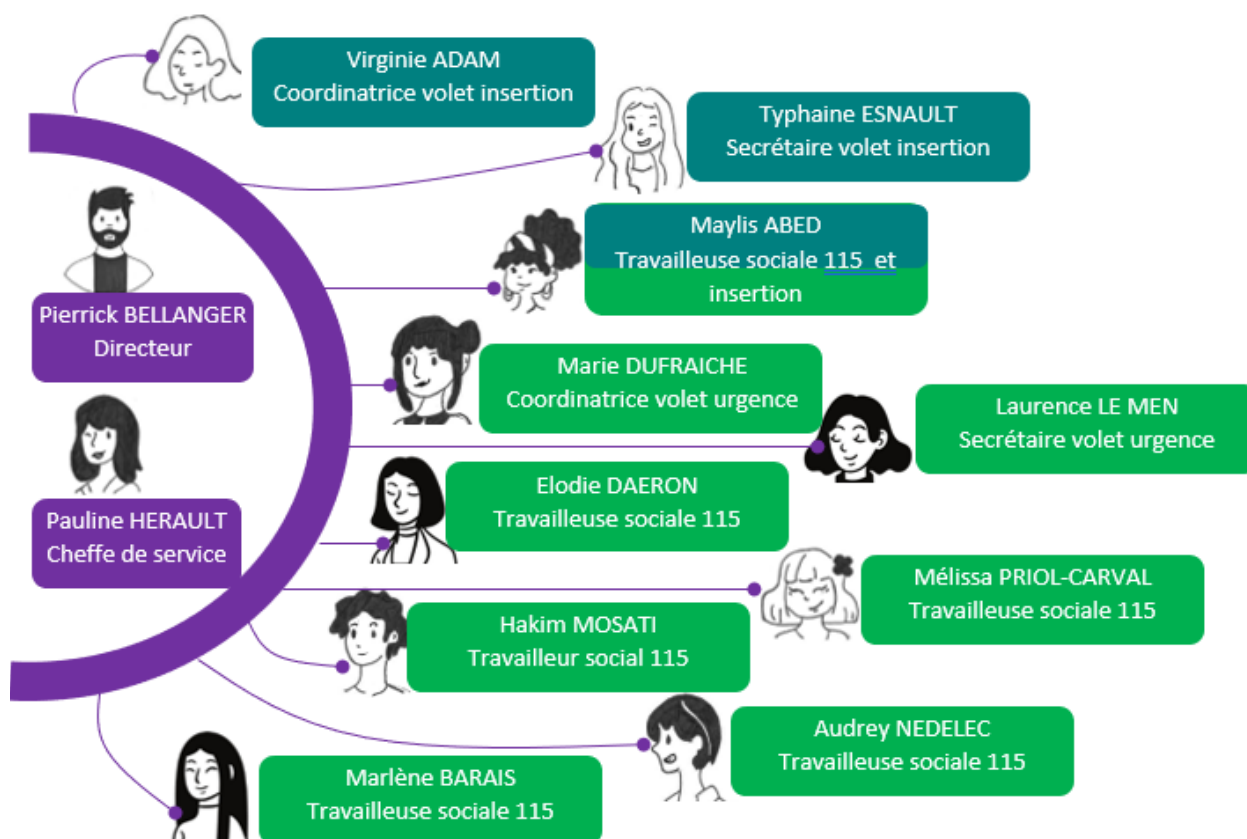 Virginie ADAM
Coordinatrice volet insertion
Typhaine ESNAULT
Secrétaire volet insertion
Maylis ABED
Travailleuse sociale 115 et
insertion
Pierrick BELLANGER
Directeur
Marie DUFRAICHE
Coordinatrice volet urgence
Laurence LE MEN
Secrétaire volet urgence
Elodie DAERON
Travailleuse sociale 115
Pauline HERAULT
Cheffe de service
Mélissa PRIOL-CARVAL
Travailleuse sociale 115
Hakim MOSATI
Travailleur social 115
Audrey NEDELEC
Travailleuse sociale 115
Marlène BARAIS
Travailleuse sociale 115